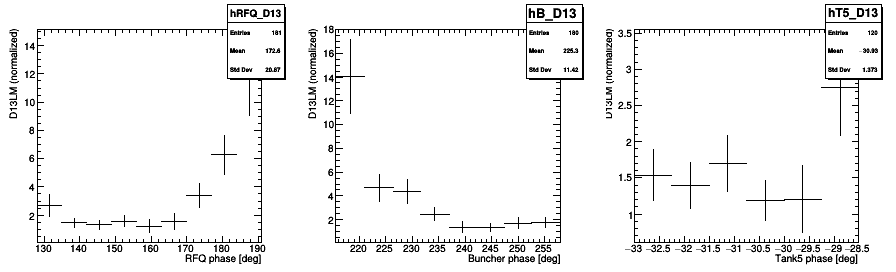 hRFQ_D13
Entries 181
Mean 172.6
Std Dev 20.87
D13LM (normalized)
14
12
10
8
6
4
2
130 140 150 160 170 180 190
RFQ phase [deg]
hB_D13
Entries 180
Mean 225.3
Std Dev 11.42
D13LM (normalized)
18
16
14
12
10
8
6
4
2
220 225 230 235 240 245 250 255
Buncher phase [deg]
hT5_D13
Entries 120
Mean -30.93
Std Dev 1.373
D13LM (normalized)
3.5
3
2.5
2
1.5
1
−33 −32.5 −32 −31.5 −31 −30.5 −30 −29.5 −29 −28.5
Tank5 phase [deg]